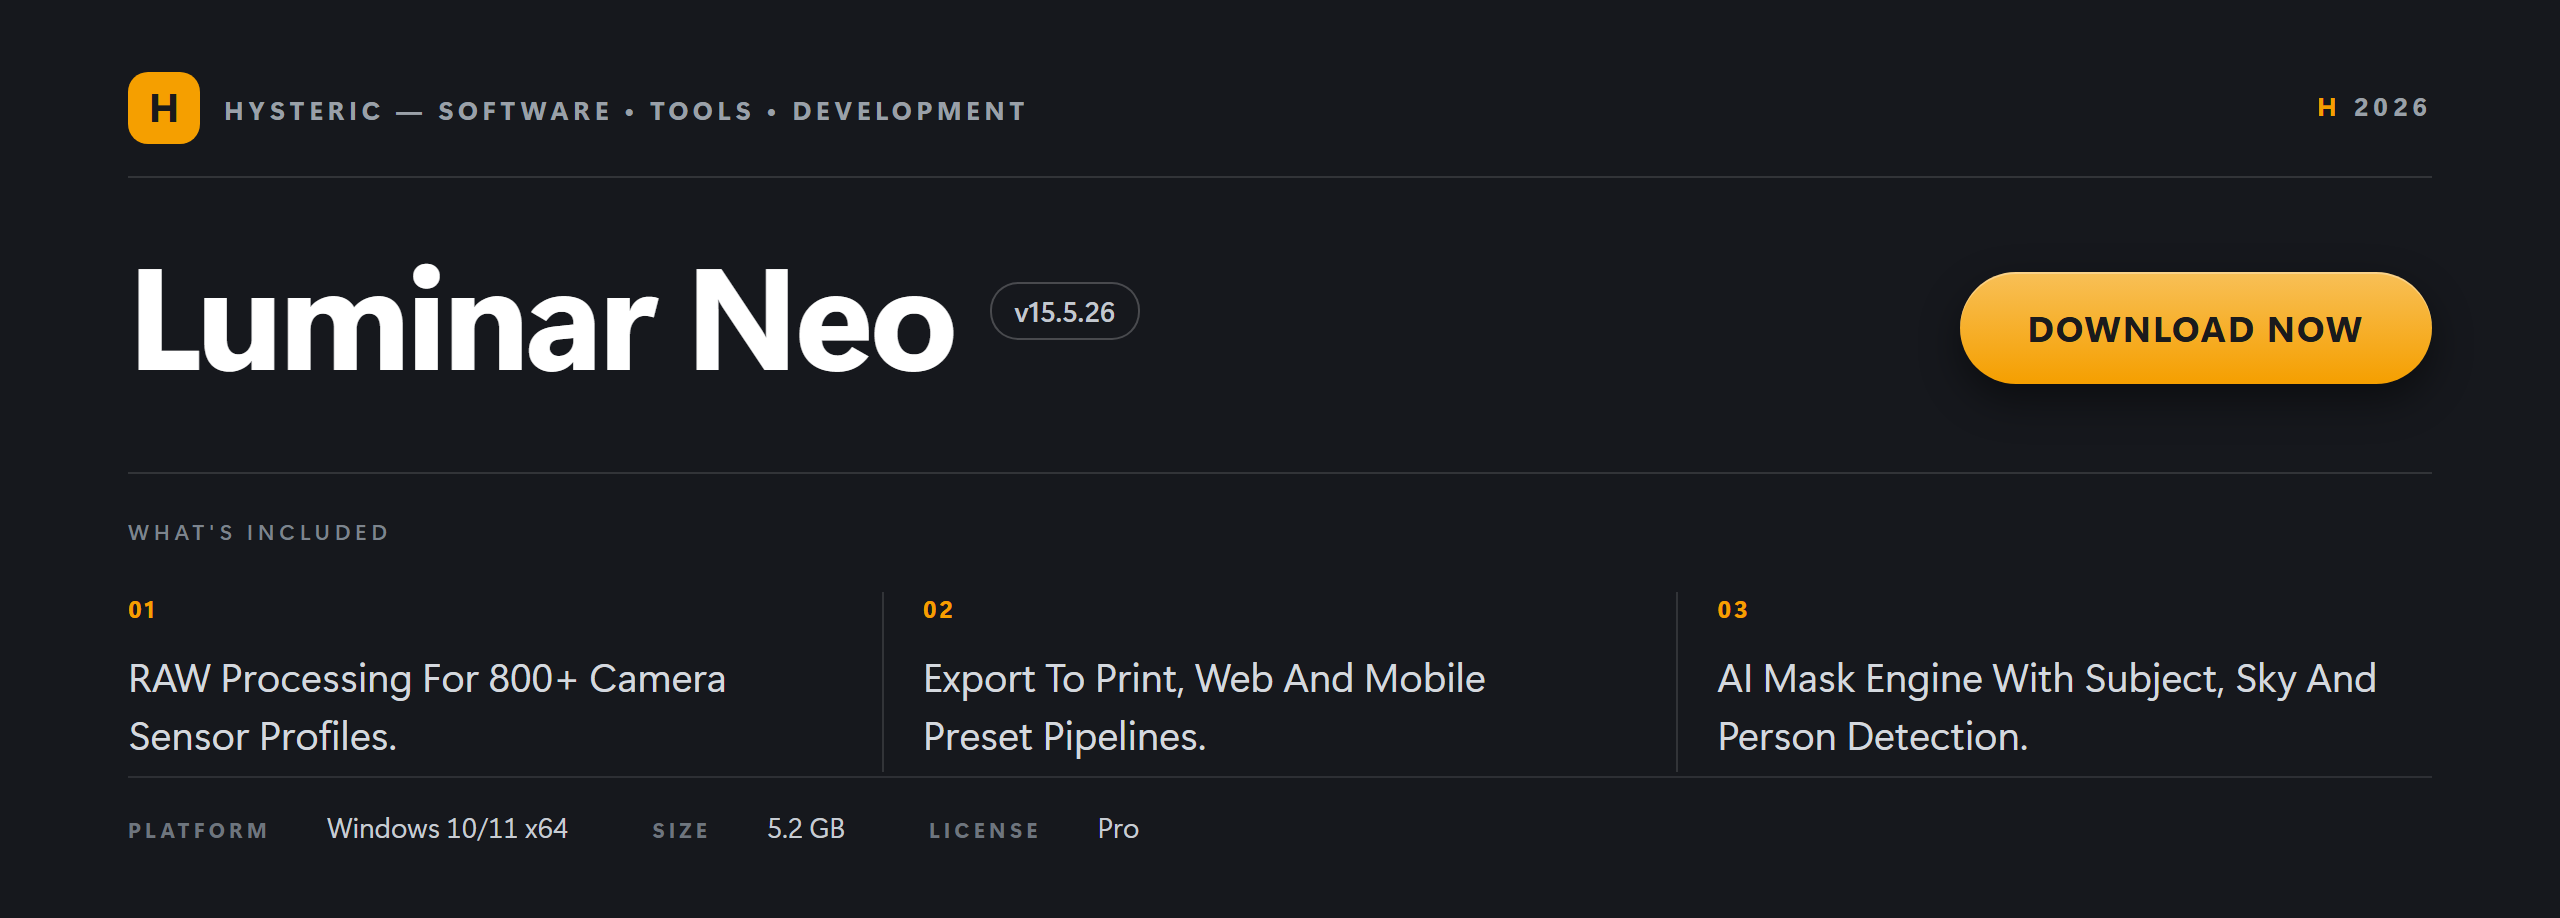 H HYSTERIC — SOFTWARE • TOOLS • DEVELOPMENT
H 2026
Luminar Neo v15.5.26
DOWNLOAD NOW
WHAT'S INCLUDED
01
RAW Processing For 800+ Camera
Sensor Profiles.
02
Export To Print, Web And Mobile
Preset Pipelines.
03
AI Mask Engine With Subject, Sky And
Person Detection.
PLATFORM Windows 10/11 x64 SIZE 5.2 GB LICENSE Pro